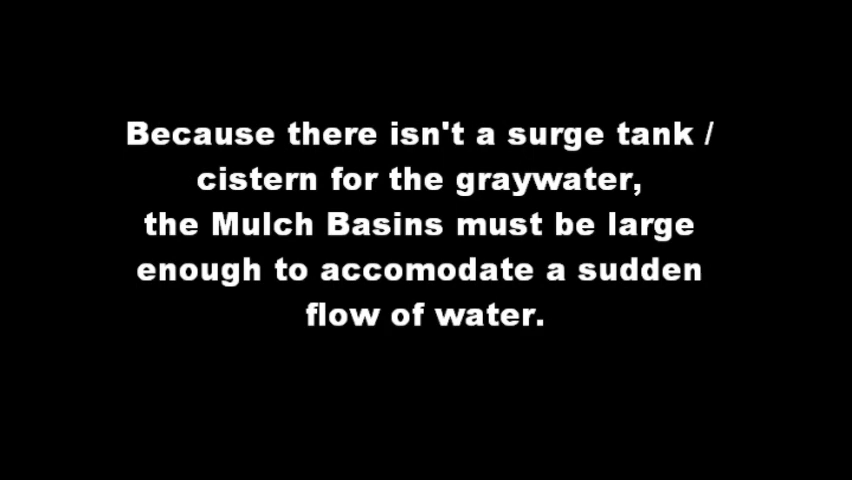 Because there isn't a surge tank /
cistern for the graywater,
the Mulch Basins must be large
enough to accomodate a sudden
flow of water.